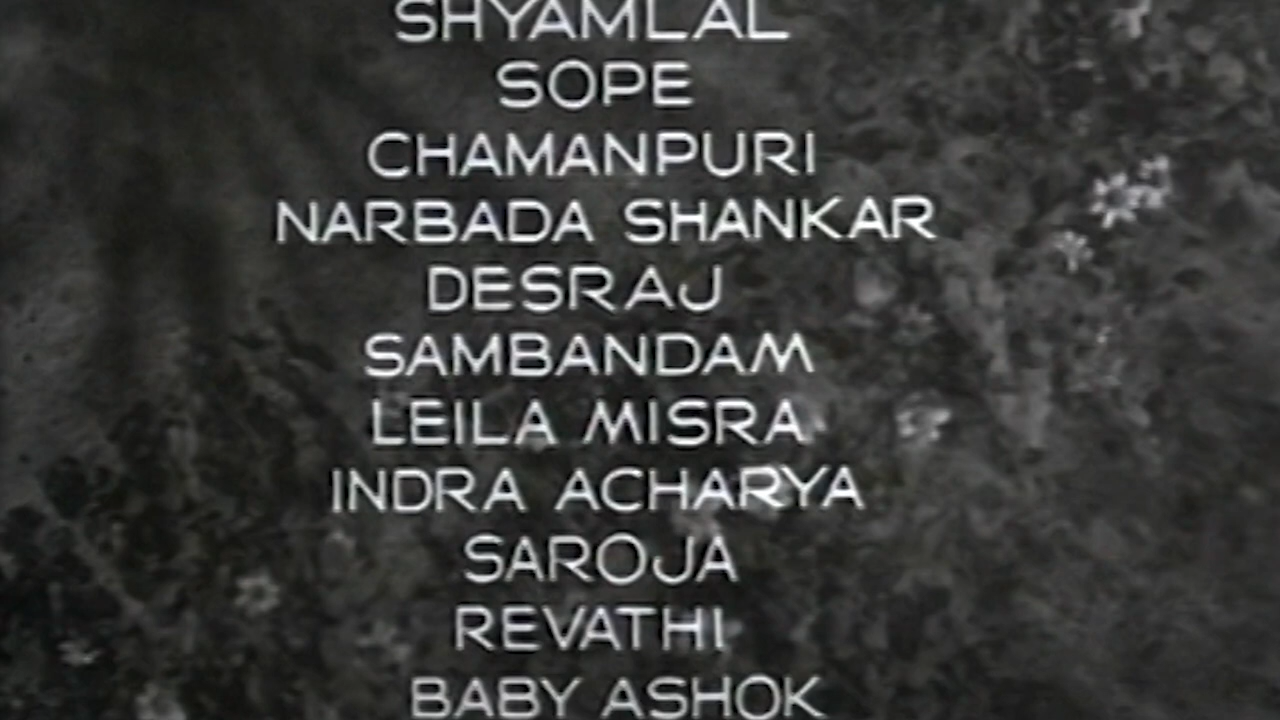 SHYAMLAL
SOPE
CHAMANPURI
NARBADA SHANKAR
DESRAJ
SAMBANDAM
LEILA MISRA
INDRA ACHARYA
SAROJA
REVATHI
BABY ASHOK